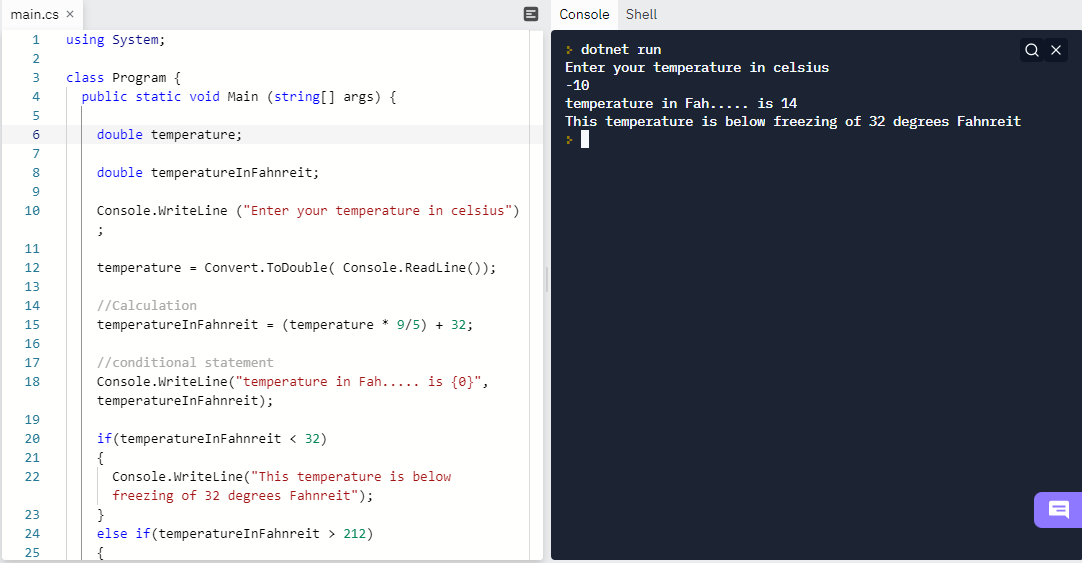 main.cs ×
1 using System;
2
3 class Program {
4 public static void Main (string[] args) {
5
6 double temperature;
7
8 double temperatureInFahnreit;
9
10 Console.WriteLine ("Enter your temperature in celsius")
;
11
12 temperature = Convert.ToDouble( Console.ReadLine());
13
14 //Calculation
15 temperatureInFahnreit = (temperature * 9/5) + 32;
16
17 //conditional statement
18 Console.WriteLine("temperature in Fah..... is {0}",
temperatureInFahnreit);
19
20 if(temperatureInFahnreit < 32)
21 {
22 Console.WriteLine("This temperature is below
freezing of 32 degrees Fahnreit");
23 }
24 else if(temperatureInFahnreit > 212)
25 {
Console Shell
> dotnet run
Enter your temperature in celsius
-10
temperature in Fah..... is 14
This temperature is below freezing of 32 degrees Fahnreit
>